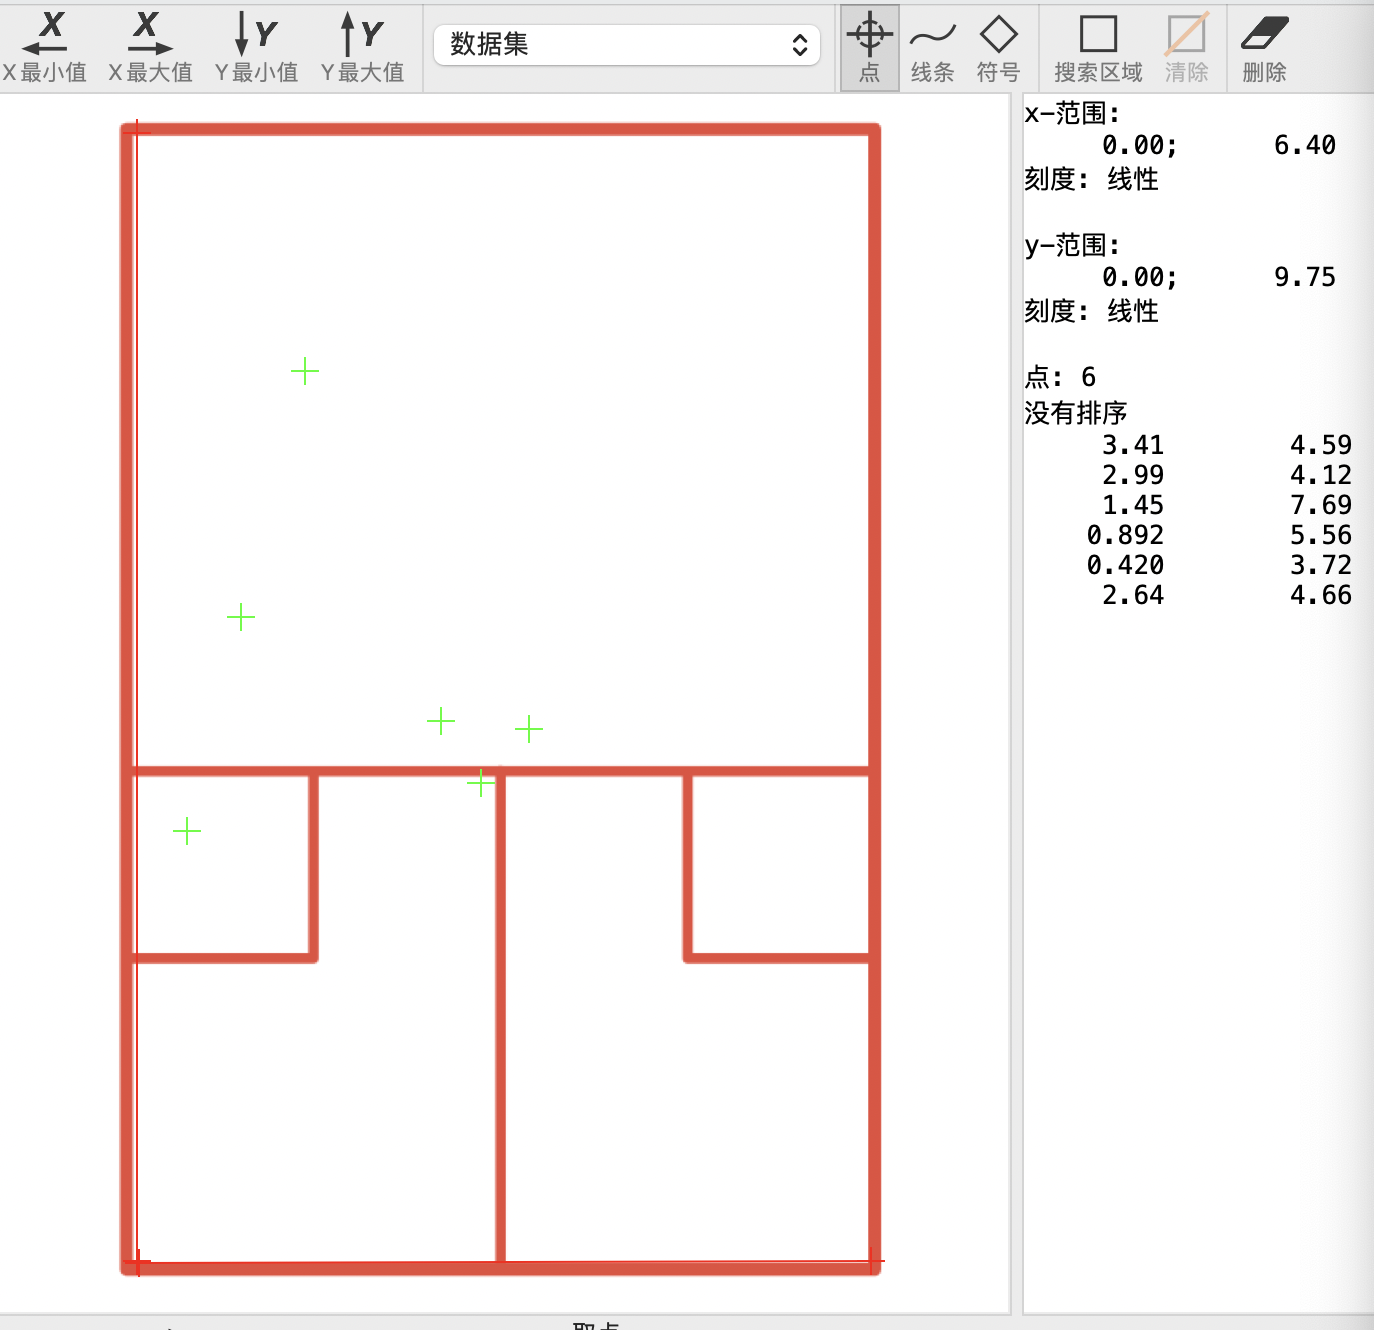 X
X
Y
Y
X最小值
X最大值
Y最小值
Y最大值
数据集
点
线条
符号
搜索区域
清除
删除
x-范围:
0.00; 6.40
刻度: 线性
y-范围:
0.00; 9.75
刻度: 线性
点: 6
没有排序
3.41 4.59
2.99 4.12
1.45 7.69
0.892 5.56
0.420 3.72
2.64 4.66